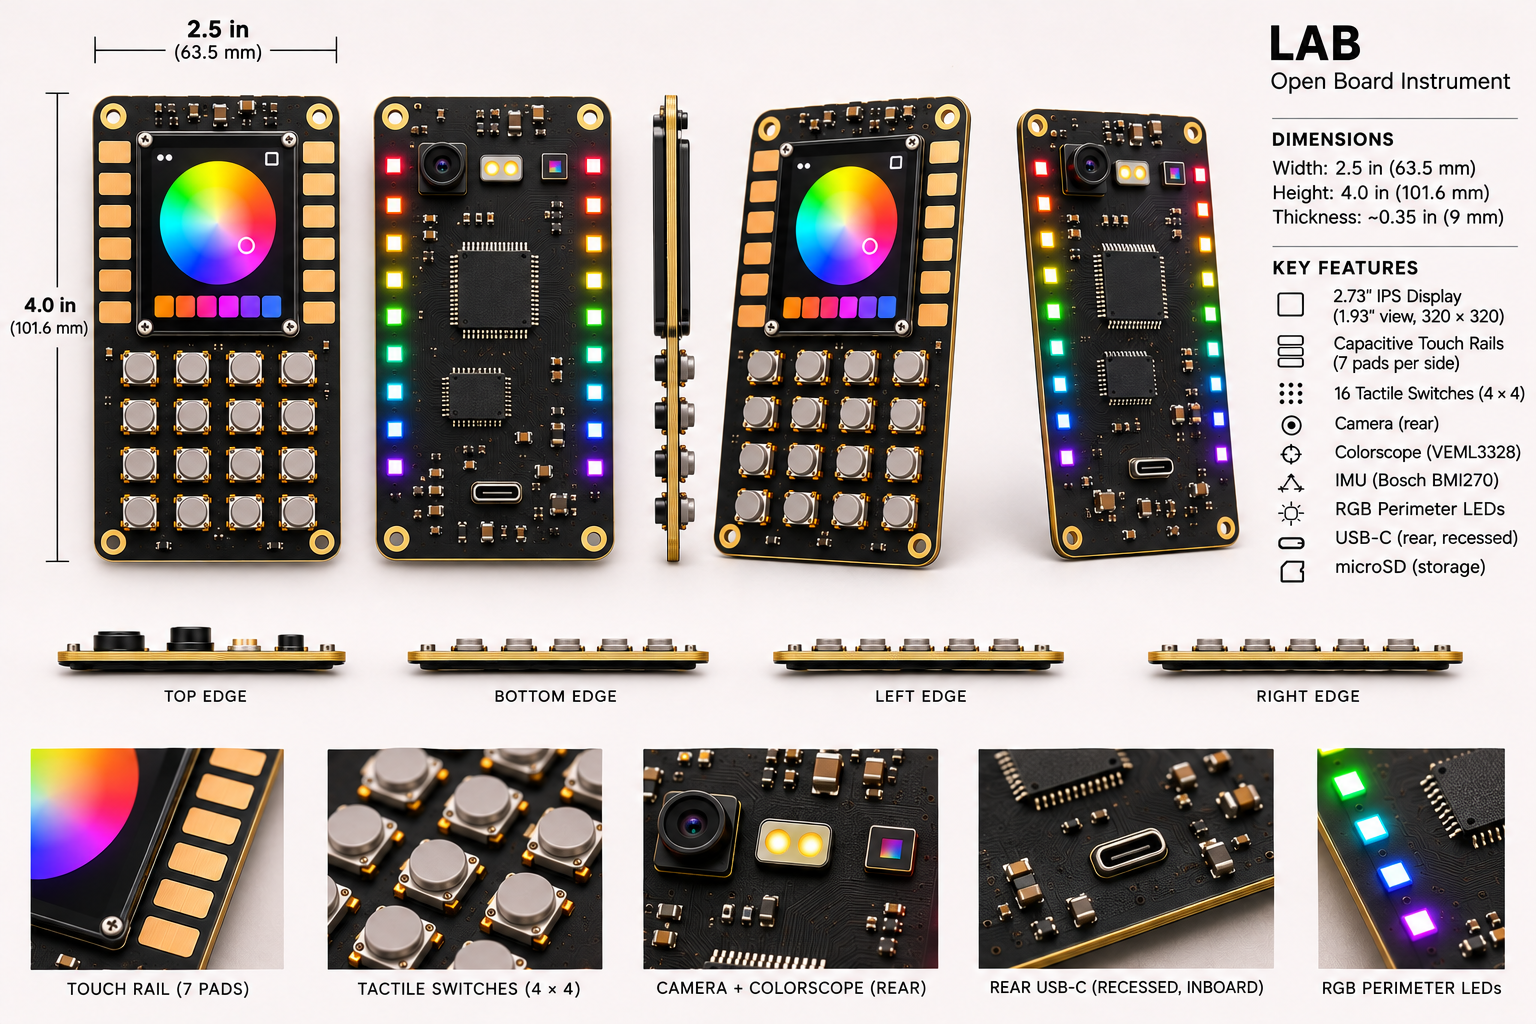 2.5 in
(63.5 mm)
4.0 in
(101.6 mm)
LAB
Open Board Instrument
DIMENSIONS
Width: 2.5 in (63.5 mm)
Height: 4.0 in (101.6 mm)
Thickness: ~0.35 in (9 mm)
KEY FEATURES
2.73" IPS Display
(1.93" view, 320 × 320)
Capacitive Touch Rails
(7 pads per side)
16 Tactile Switches (4 × 4)
Camera (rear)
Colorscope (VEML3328)
IMU (Bosch BMI270)
RGB Perimeter LEDs
USB-C (rear, recessed)
microSD (storage)
TOP EDGE
BOTTOM EDGE
LEFT EDGE
RIGHT EDGE
TOUCH RAIL (7 PADS)
TACTILE SWITCHES (4 × 4)
CAMERA + COLORSCOPE (REAR)
REAR USB-C (RECESSED, INBOARD)
RGB PERIMETER LEDs